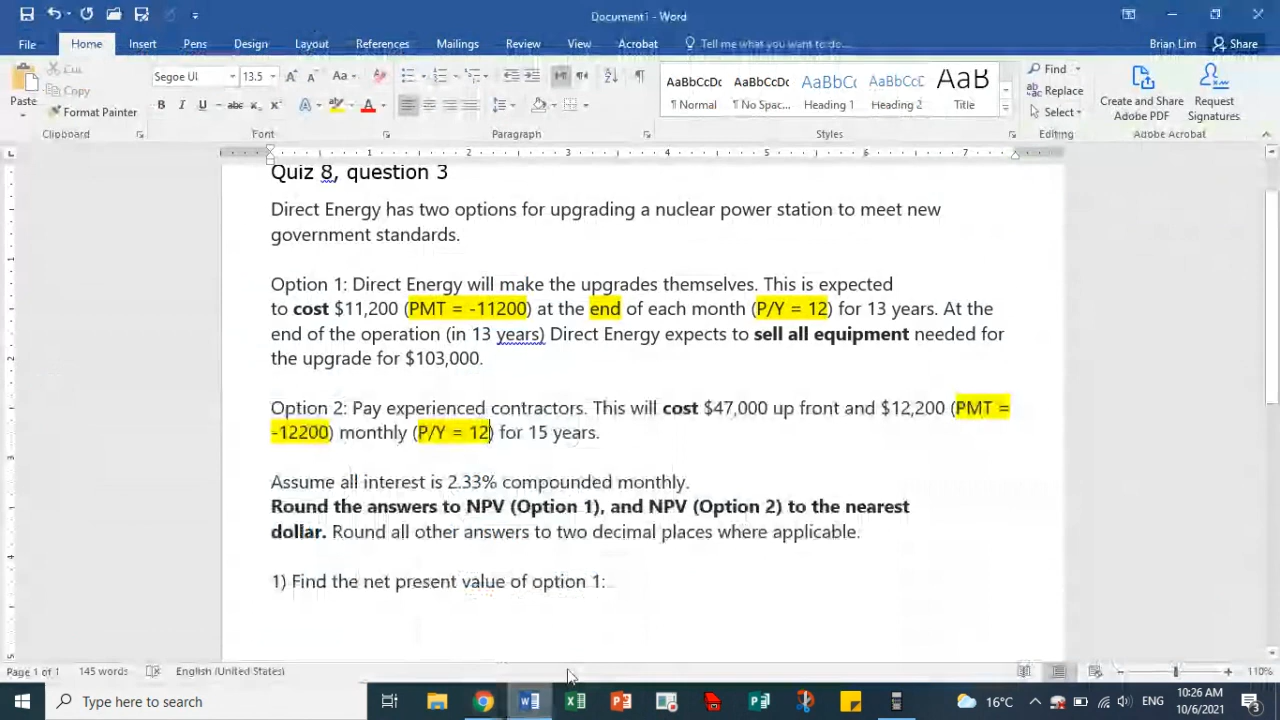 Document1 - Word
Brian Lim
Share
File Home Insert Pens Design Layout References Mailings Review View Acrobat Tell me what you want to do...
Cut
Copy
Paste
Format Painter
Segoe UI 13.5
AaBbCcDc AaBbCcDc AaBbCc AaBbCcD AaB
¶ Normal ¶ No Spac... Heading Heading 2 Title
Find
Replace
Select
Create and Share
Adobe PDF
Request
Signatures
Clipboard Font Paragraph Styles Editing Adobe Acrobat
1 2 3 4 5 6 7
Quiz 8, question 3
Direct Energy has two options for upgrading a nuclear power station to meet new
government standards.
Option 1: Direct Energy will make the upgrades themselves. This is expected
to cost $11,200 (PMT = -11200) at the end of each month (P/Y = 12) for 13 years. At the
end of the operation (in 13 years) Direct Energy expects to sell all equipment needed for
the upgrade for $103,000.
Option 2: Pay experienced contractors. This will cost $47,000 up front and $12,200 (PMT =
-12200) monthly (P/Y = 12) for 15 years.
Assume all interest is 2.33% compounded monthly.
Round the answers to NPV (Option 1), and NPV (Option 2) to the nearest
dollar. Round all other answers to two decimal places where applicable.
1) Find the net present value of option 1:
Page 1 of 1 145 words English (United States) 110%
Type here to search
16°C
ENG
10:26 AM
10/6/2021